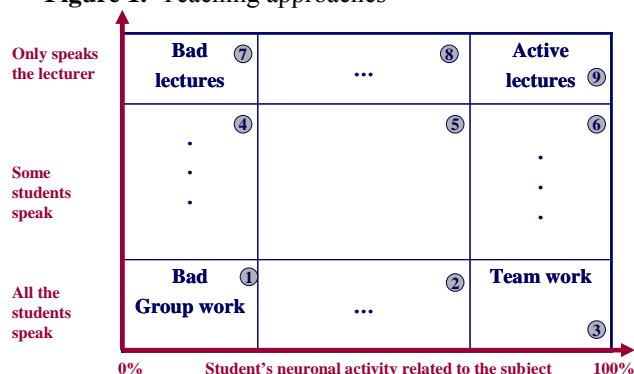 Figure 1. Teaching approaches
Only speaks
the lecturer
Bad
lectures
7
...
8
Active
lectures
9
4
5
6
Some
students
speak
Bad
Group work
1
...
2
Team work
3
All the
students
speak
0%
Student's neuronal activity related to the subject
100%